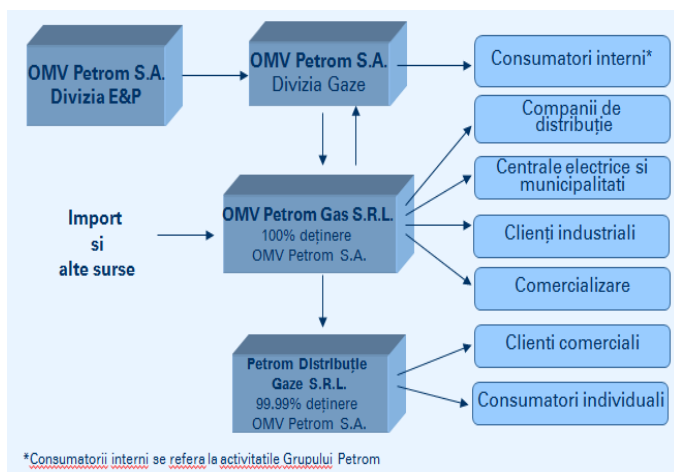 OMV Petrom S.A.
Divizia E&P
OMV Petrom S.A.
Divizia Gaze
Consumatori interni*
Companii de
distribuție
Centrale electrice si
municipalitati
Import
si
alte surse
OMV Petrom Gas S.R.L.
100% deținere
OMV Petrom S.A.
Clienți industriali
Comercializare
Petrom Distribuție
Gaze S.R.L.
99.99% deținere
OMV Petrom S.A.
Clienti comerciali
Consumatori individuali
*Consumatorii interni se refera la activitatile Grupului Petrom